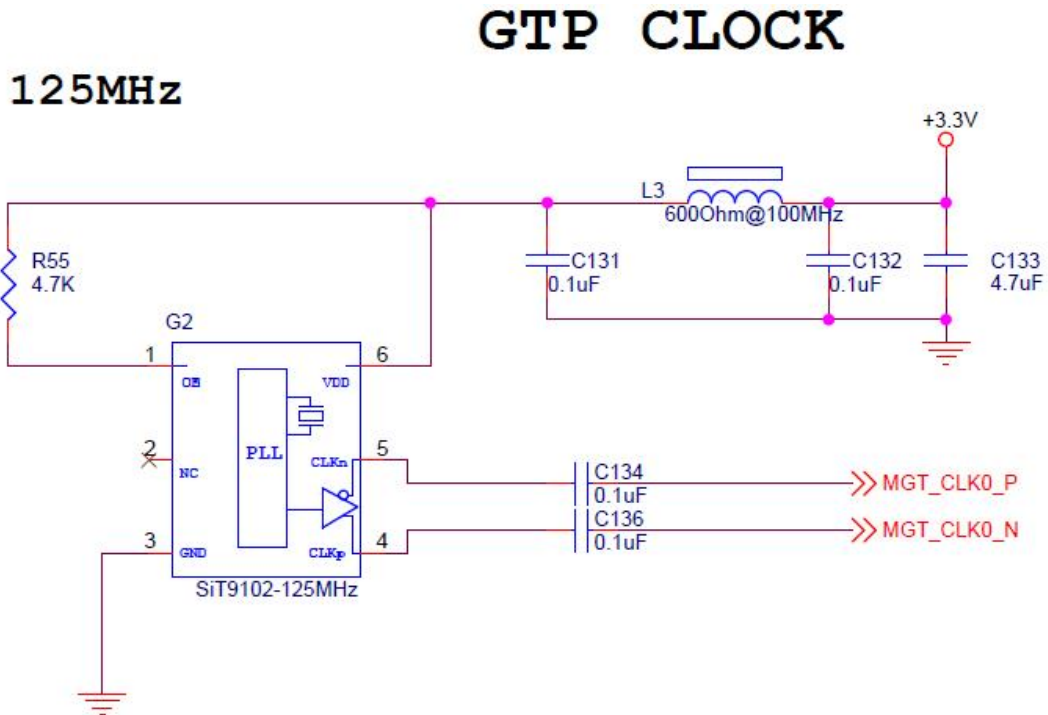 GTP CLOCK
125MHz
+3.3V
L3
600Ohm@100MHz
R55
4.7K
C131
0.1uF
C132
0.1uF
C133
4.7uF
G2
1
6
OE
VDD
2
NC
PLL
CLKn
5
C134
0.1uF
MGT_CLK0_P
C136
0.1uF
MGT_CLK0_N
3
GND
CLKp
4
SiT9102-125MHz